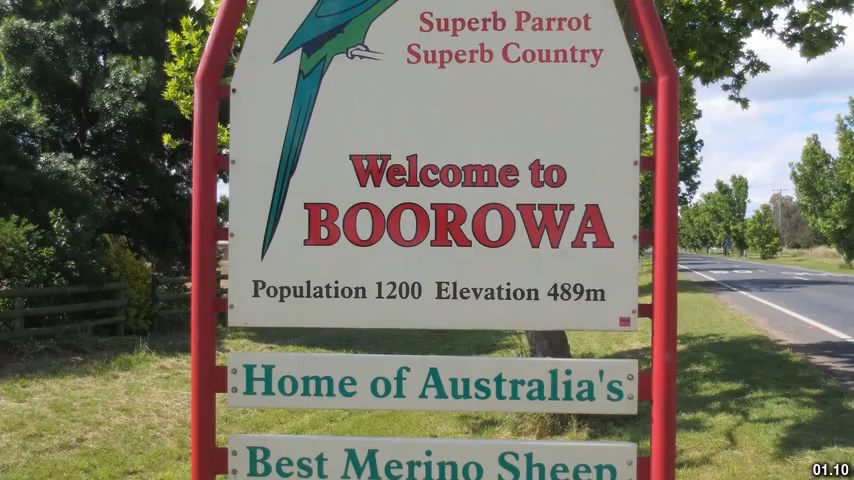 Superb Parrot
Superb Country
Welcome to
BOOROWA
Population 1200 Elevation 489m
Home of Australia's
Best Merino Sheep
01.10